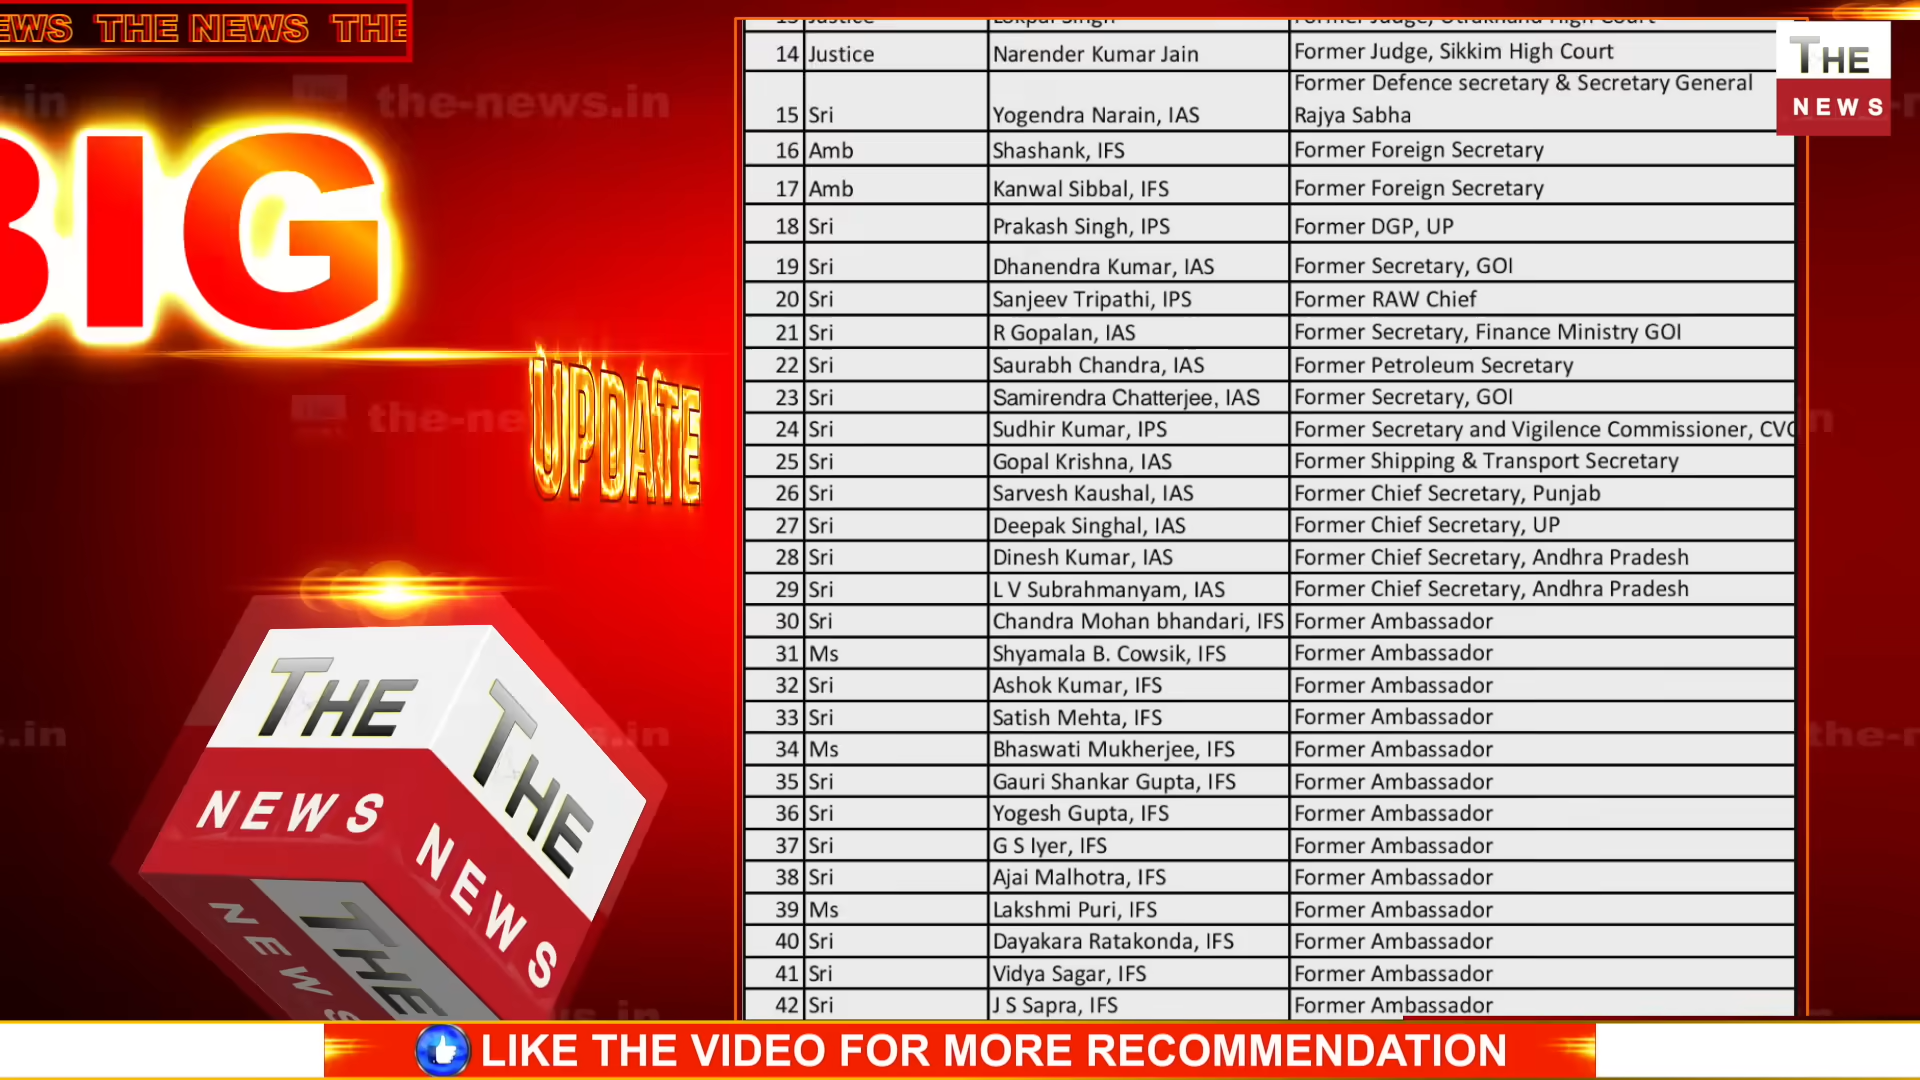 EWS THE NEWS THE
the-news.in
BIG
UPDATE
THE
NEWS
THE
NEWS
THE
NEWS
13 Justice Lokpal Singh Former Judge, Utrakhand High Court
14 Justice Narender Kumar Jain Former Judge, Sikkim High Court
15 Sri Yogendra Narain, IAS Former Defence secretary & Secretary General
Rajya Sabha
16 Amb Shashank, IFS Former Foreign Secretary
17 Amb Kanwal Sibbal, IFS Former Foreign Secretary
18 Sri Prakash Singh, IPS Former DGP, UP
19 Sri Dhanendra Kumar, IAS Former Secretary, GOI
20 Sri Sanjeev Tripathi, IPS Former RAW Chief
21 Sri R Gopalan, IAS Former Secretary, Finance Ministry GOI
22 Sri Saurabh Chandra, IAS Former Petroleum Secretary
23 Sri Samirendra Chatterjee, IAS Former Secretary, GOI
24 Sri Sudhir Kumar, IPS Former Secretary and Vigilence Commissioner, CVC
25 Sri Gopal Krishna, IAS Former Shipping & Transport Secretary
26 Sri Sarvesh Kaushal, IAS Former Chief Secretary, Punjab
27 Sri Deepak Singhal, IAS Former Chief Secretary, UP
28 Sri Dinesh Kumar, IAS Former Chief Secretary, Andhra Pradesh
29 Sri L V Subrahmanyam, IAS Former Chief Secretary, Andhra Pradesh
30 Sri Chandra Mohan bhandari, IFS Former Ambassador
31 Ms Shyamala B. Cowsik, IFS Former Ambassador
32 Sri Ashok Kumar, IFS Former Ambassador
33 Sri Satish Mehta, IFS Former Ambassador
34 Ms Bhaswati Mukherjee, IFS Former Ambassador
35 Sri Gauri Shankar Gupta, IFS Former Ambassador
36 Sri Yogesh Gupta, IFS Former Ambassador
37 Sri G S Iyer, IFS Former Ambassador
38 Sri Ajai Malhotra, IFS Former Ambassador
39 Ms Lakshmi Puri, IFS Former Ambassador
40 Sri Dayakara Ratakonda, IFS Former Ambassador
41 Sri Vidya Sagar, IFS Former Ambassador
42 Sri J S Sapra, IFS Former Ambassador
THE
NEWS
LIKE THE VIDEO FOR MORE RECOMMENDATION